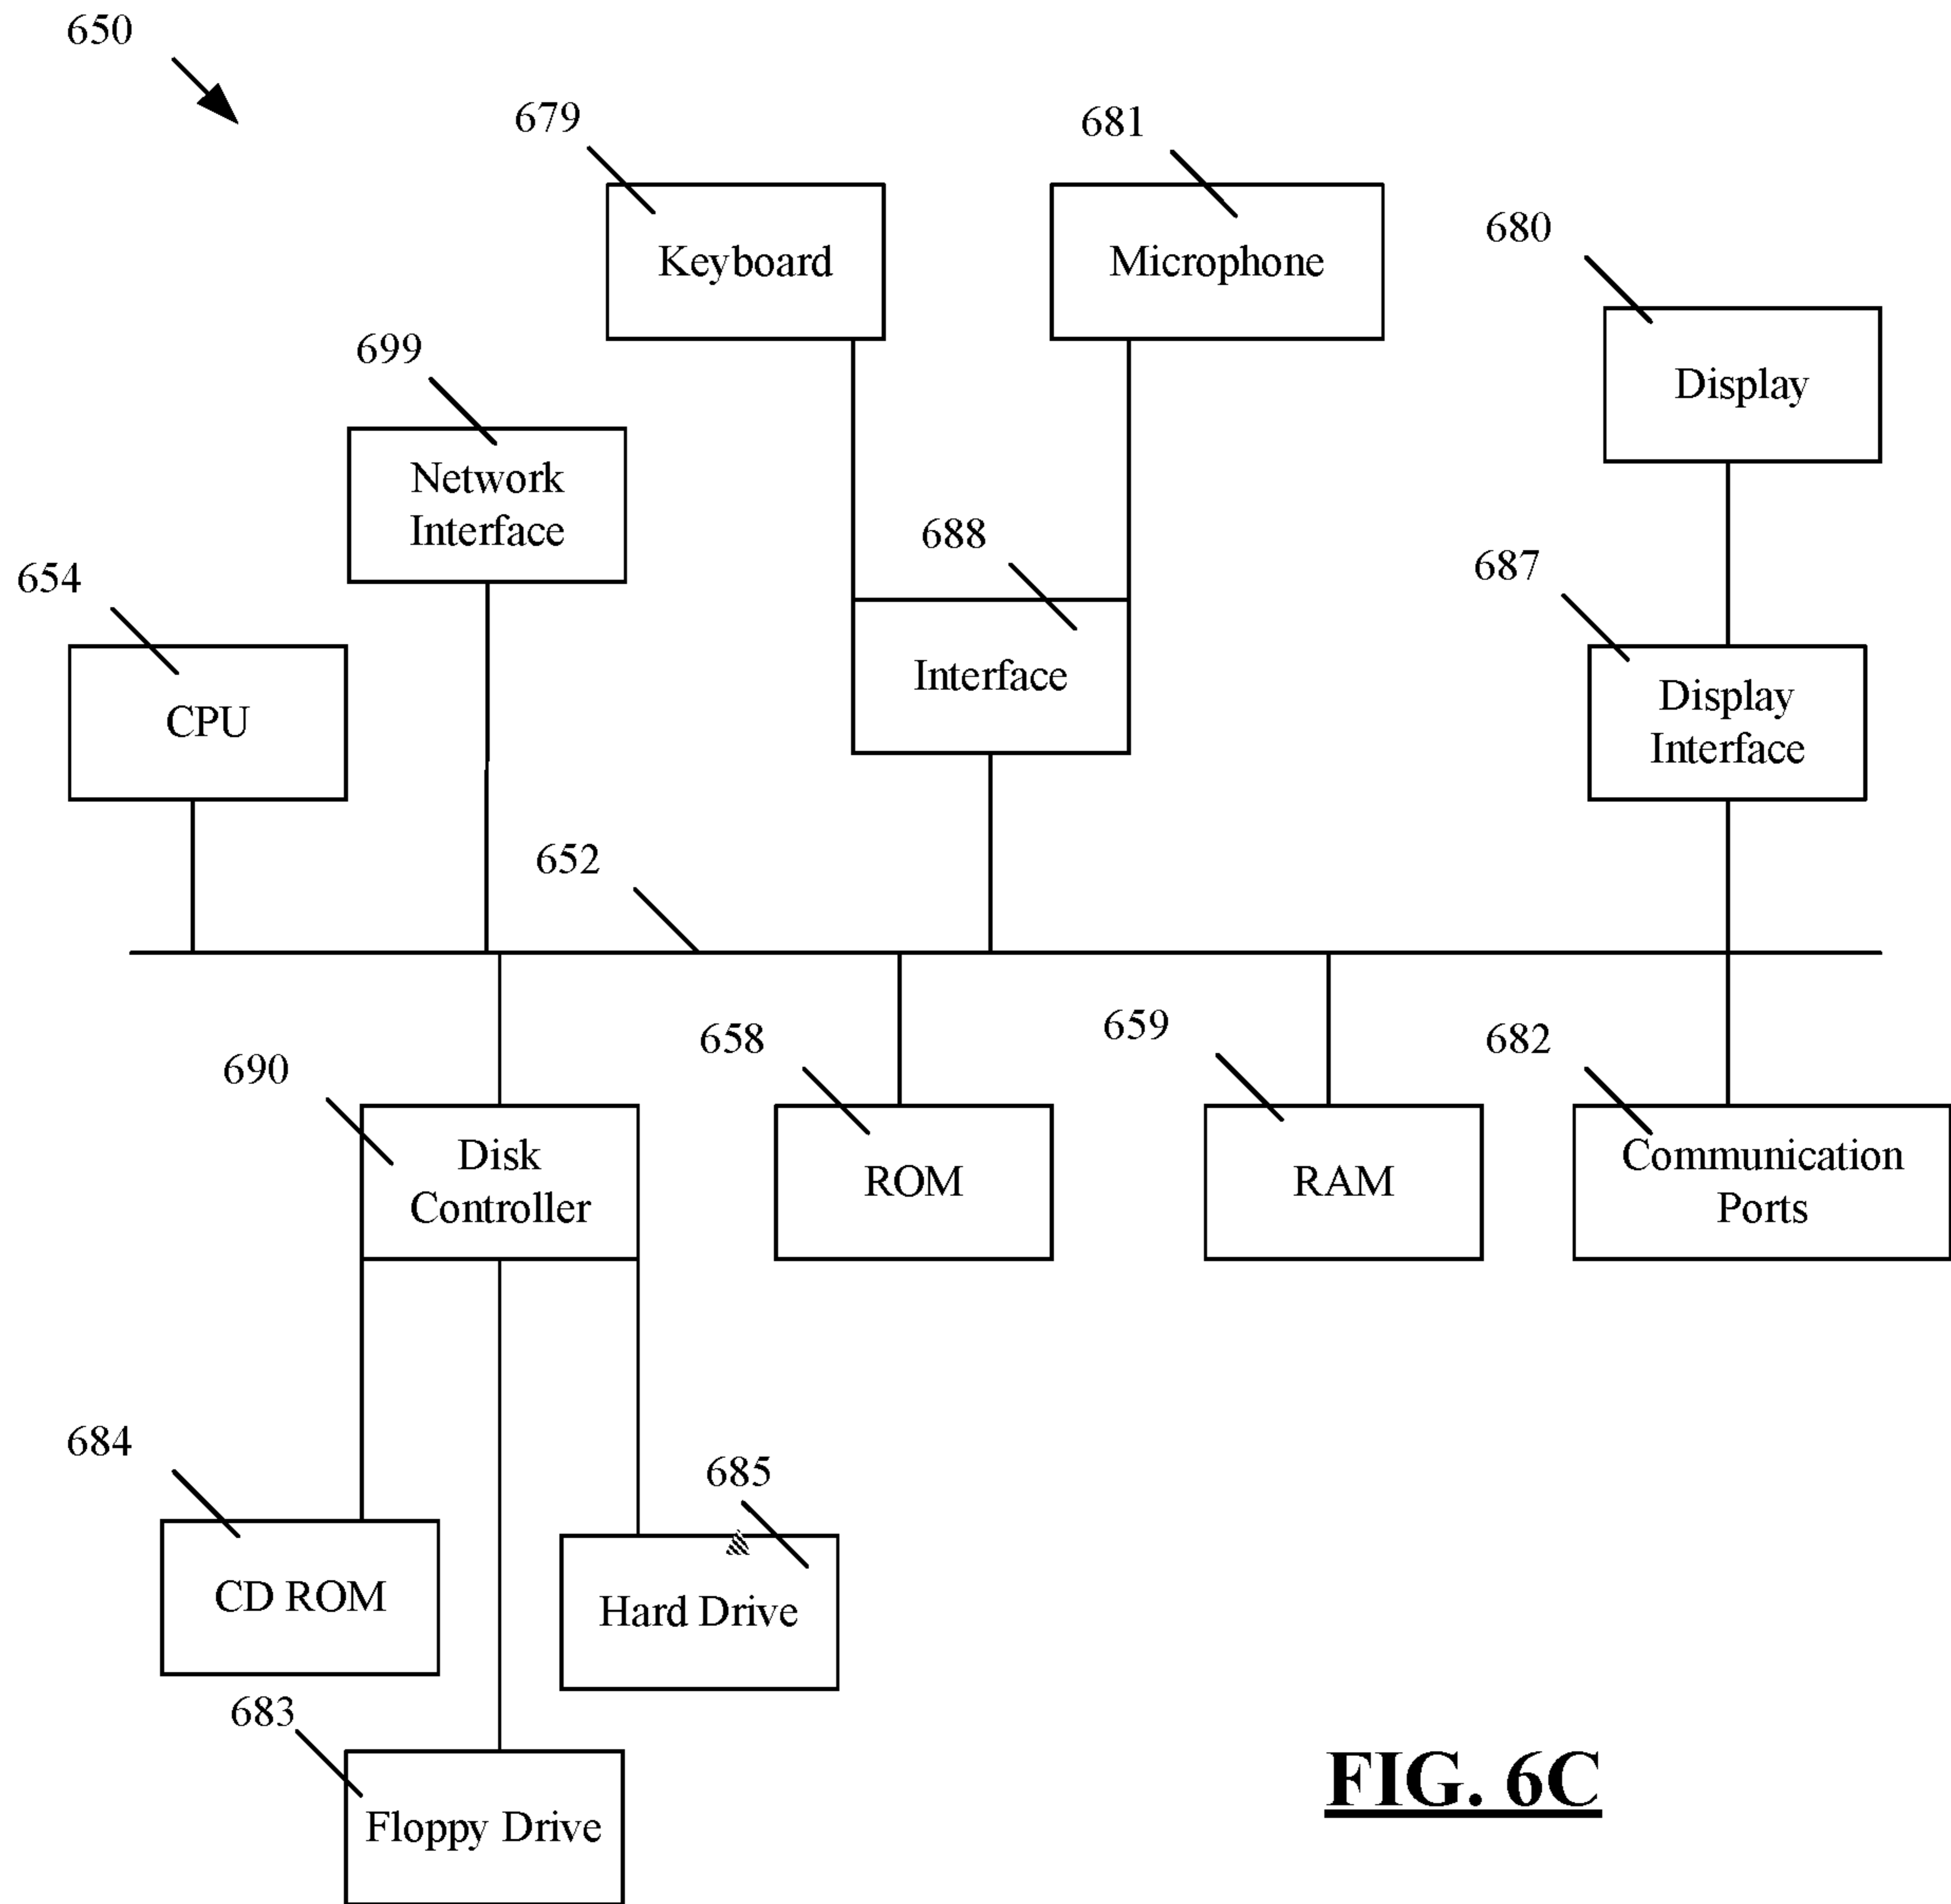 650
679
681
680
Keyboard
Microphone
699
Display
Network
Interface
688
687
654
Interface
Display
Interface
CPU
652
658
659
682
690
Disk
Controller
ROM
RAM
Communication
Ports
684
685
CD ROM
Hard Drive
683
Floppy Drive
FIG. 6C